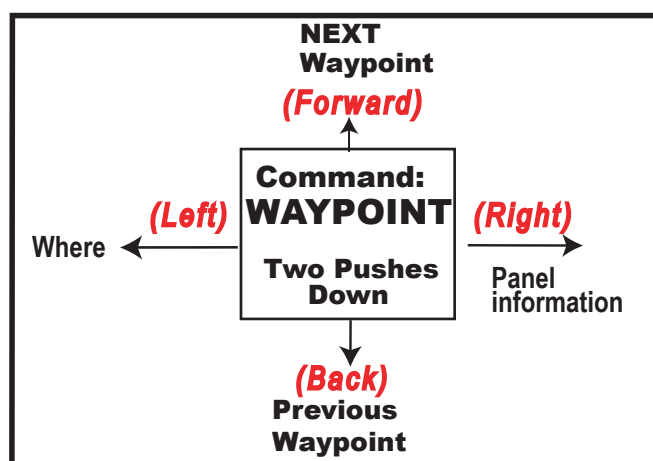 NEXT
Waypoint
(Forward)
Command:
WAYPOINT
(Left)
(Right)
Where
Two Pushes
Down
Panel
information
(Back)
Previous
Waypoint